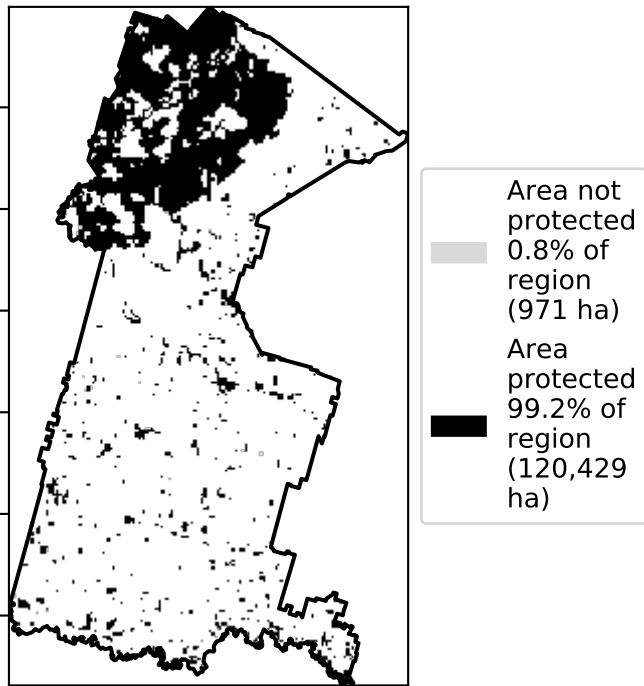 Area not
protected
0.8% of
region
(971 ha)
Area
protected
99.2% of
region
(120,429
ha)